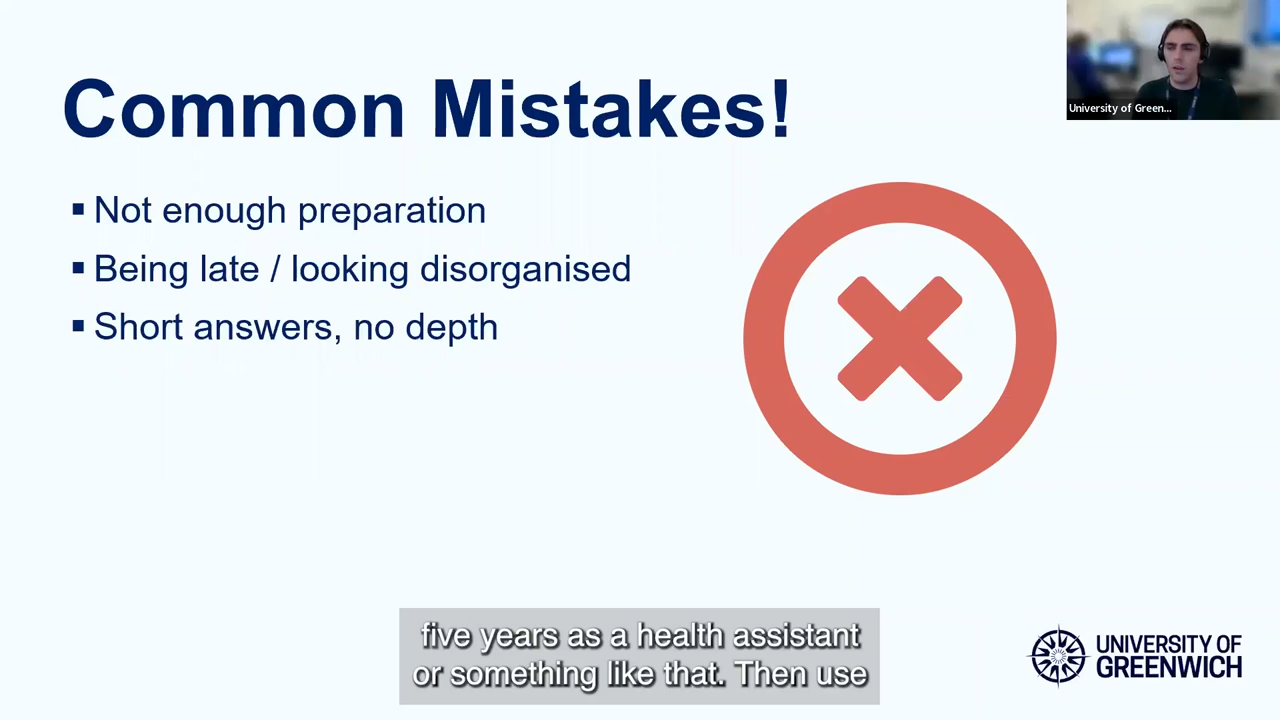 Common Mistakes!
University of Green...
▪ Not enough preparation
▪ Being late / looking disorganised
▪ Short answers, no depth
five years as a health assistant
or something like that. Then use
UNIVERSITY OF
GREENWICH